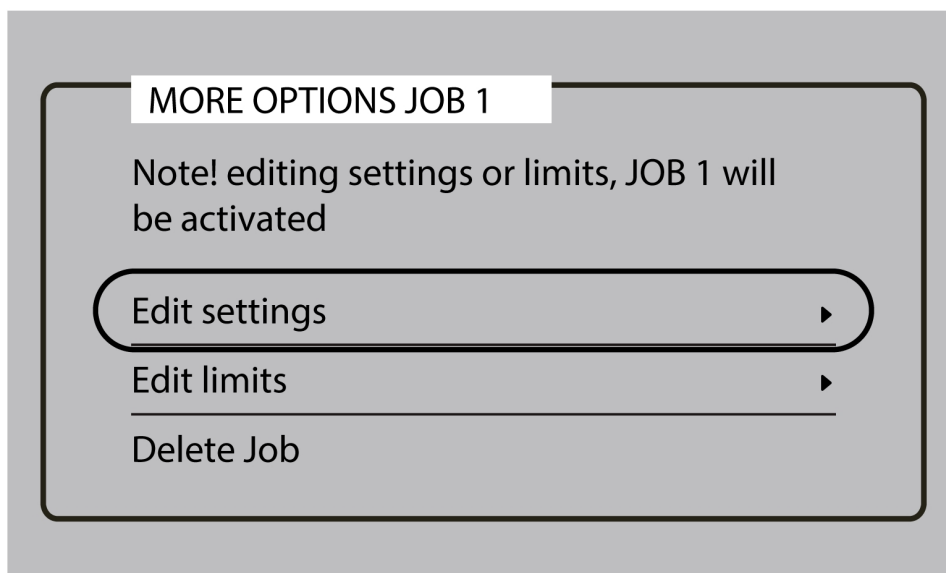 MORE OPTIONS JOB 1
Note! editing settings or limits, JOB 1 will
be activated
Edit settings
Edit limits
Delete Job